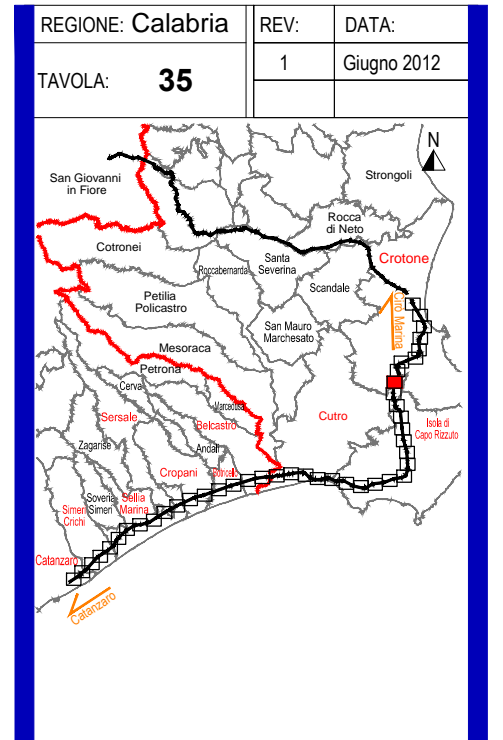 REGIONE: Calabria
REV:
DATA:
TAVOLA: 35
1
Giugno 2012
N
San Giovanni
in Fiore
Strongoli
Rocca
di Neto
Cotronei
Santa
Severina
Crotone
Roccabernarda
Scandale
Petilia
Policastro
Ciro Marina
San Mauro
Marchesato
Mesoraca
Petrona
Cerva
Marcedusa
Sersale
Belcastro
Cutro
Isola di
Capo Rizzuto
Andali
Zagarise
Cropani
Botricello
Soveria
Simeri
Sellia
Marina
Simeri
Crichi
Catanzaro
Catanzaro